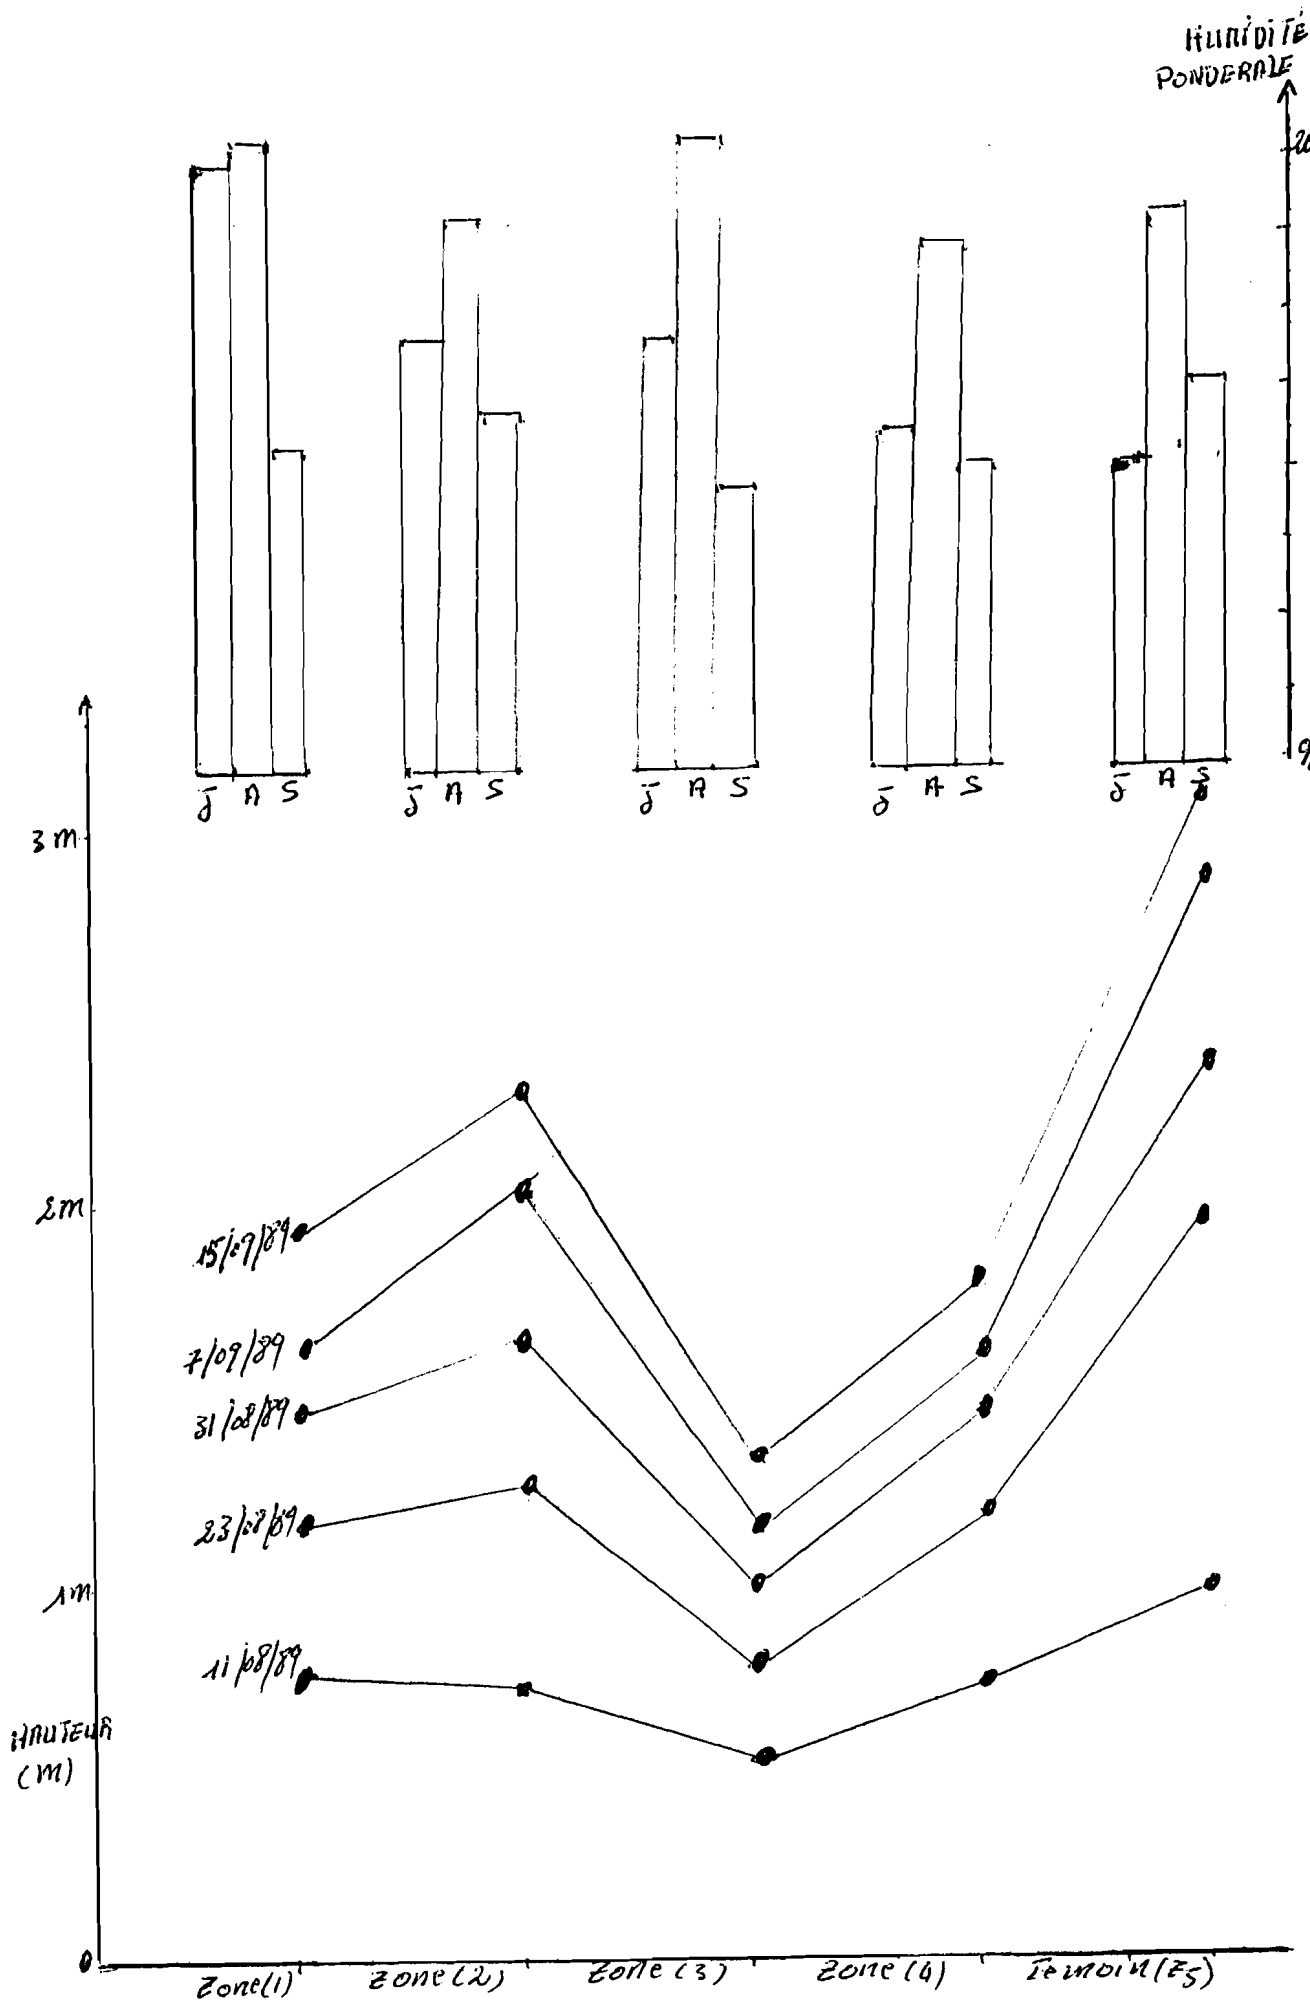 HUMIDITÉ
PONDERALE
J A S
J A S
J A S
J A S
J A S
3m
2m
15/09/89
7/09/89
31/08/89
23/08/89
1m
11/08/89
HAUTEUR
(m)
0
Zone(1) Zone(2) Zone(3) Zone(4) Temoin(Z5)